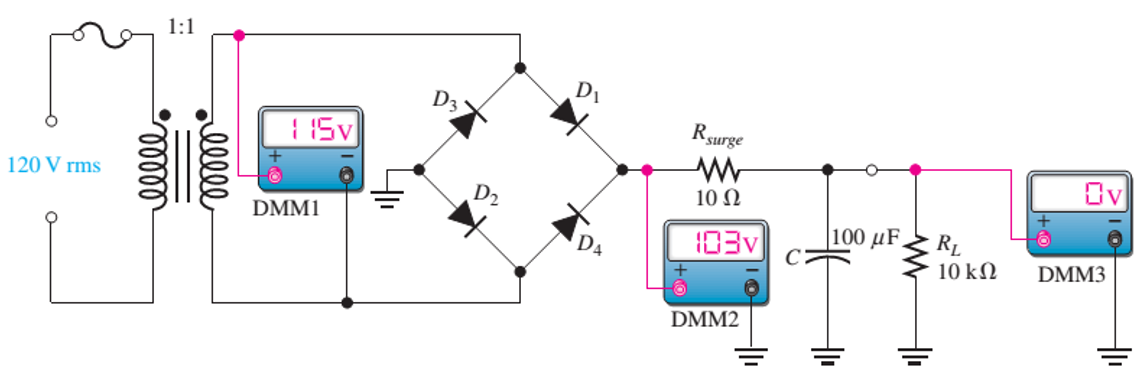 1:1
120 V rms
115V
+ −
DMM1
D3
D1
D2
D4
Rsurge
10 Ω
103V
+ −
DMM2
C
100 μF
RL
10 kΩ
0V
+ −
DMM3